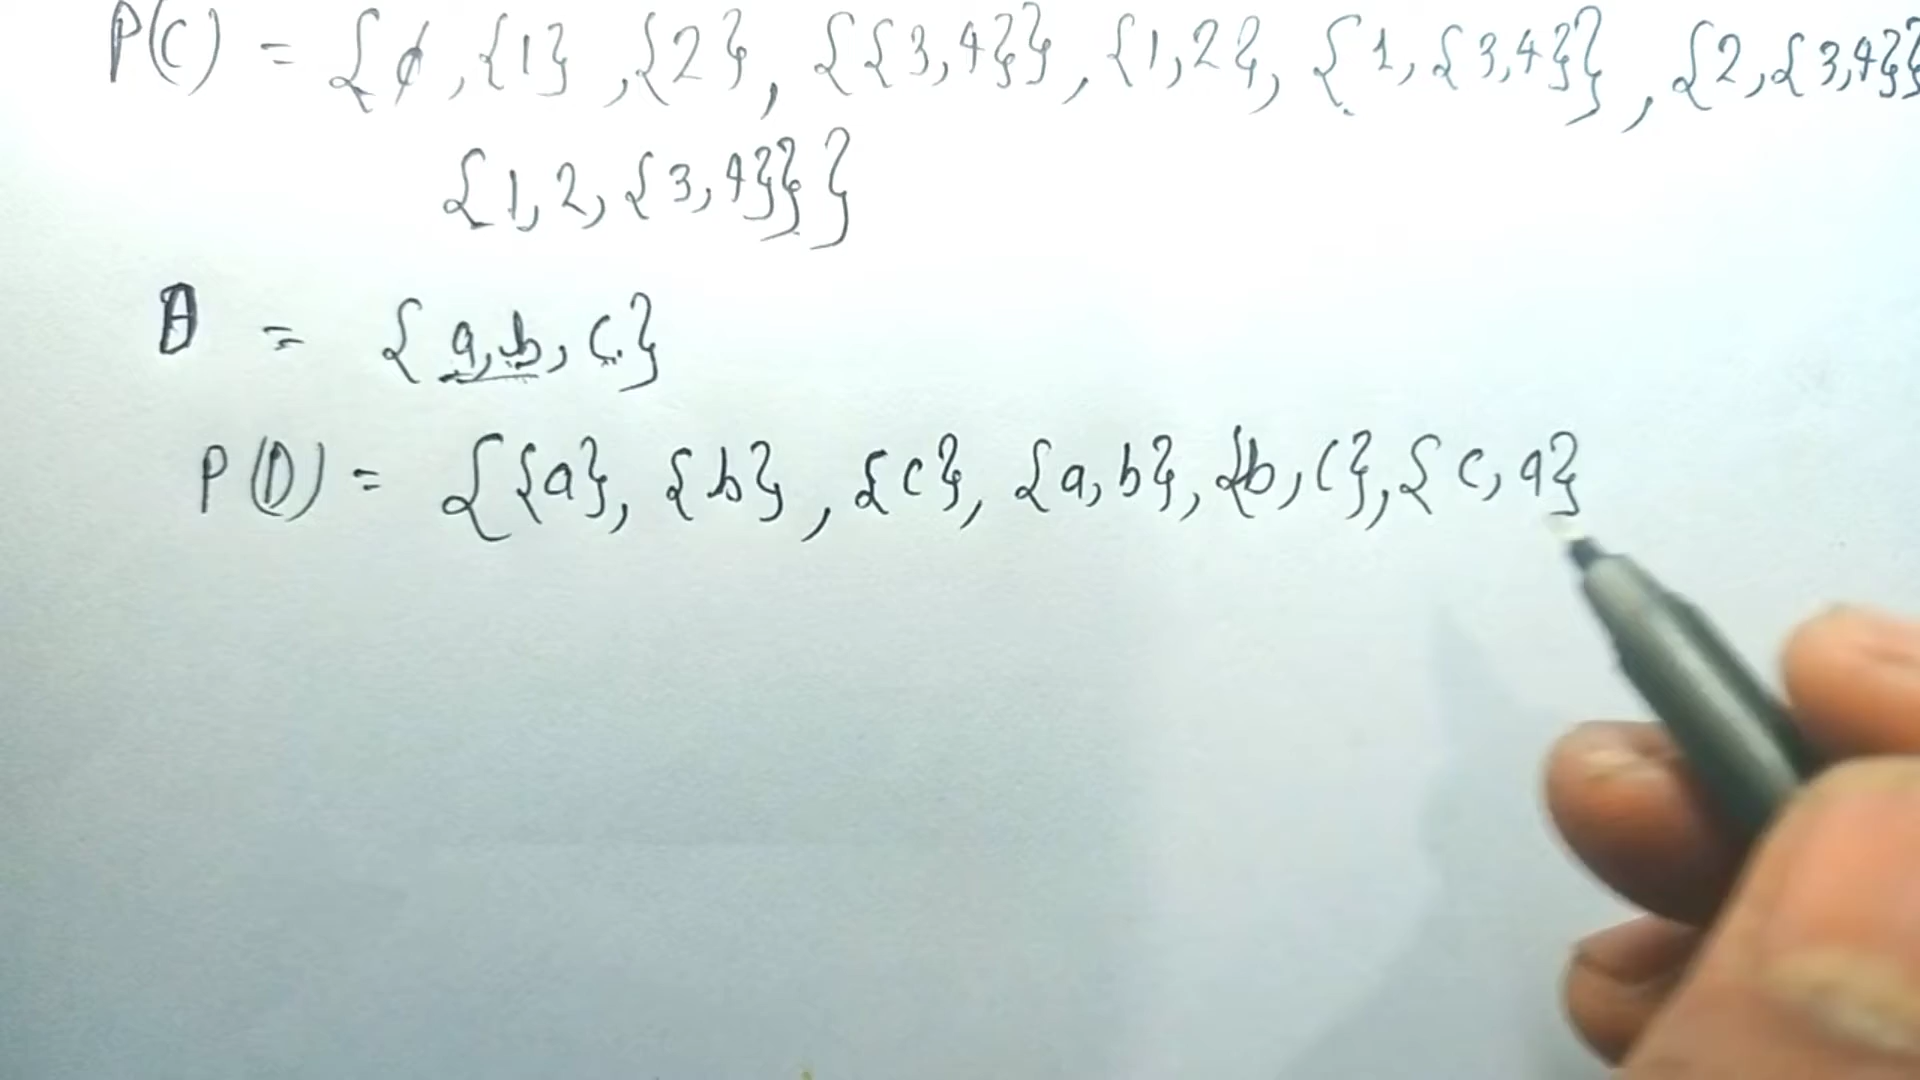 P(C) = {ϕ, {1}, {2}, {{3,4}}, {1,2}, {1, {3,4}}, {2, {3,4}}
{1, 2, {3,4}}}
D = {a, b, c}
P(D) = {{a}, {b}, {c}, {a, b}, {b, c}, {c, a}